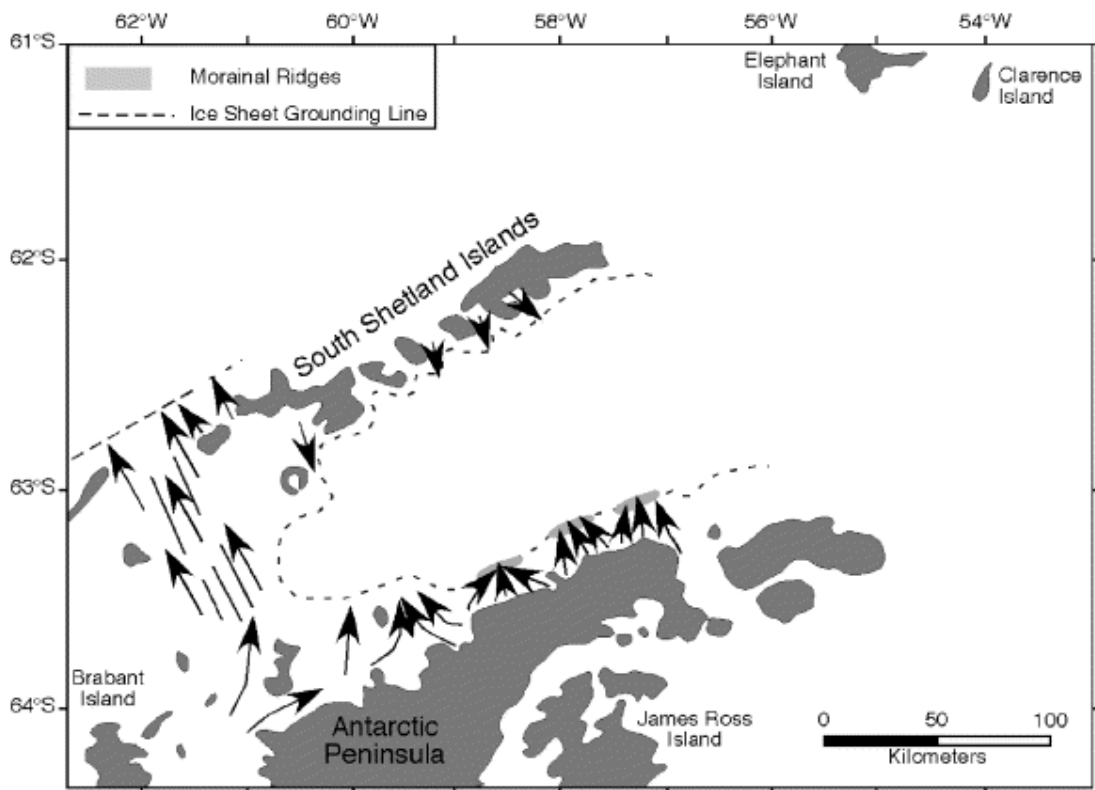 62°W 60°W 58°W 56°W 54°W
61°S
Morainal Ridges
Ice Sheet Grounding Line
Elephant
Island
Clarence
Island
62°S
South Shetland Islands
63°S
Brabant
Island
64°S
Antarctic
Peninsula
James Ross
Island
0 50 100
Kilometers